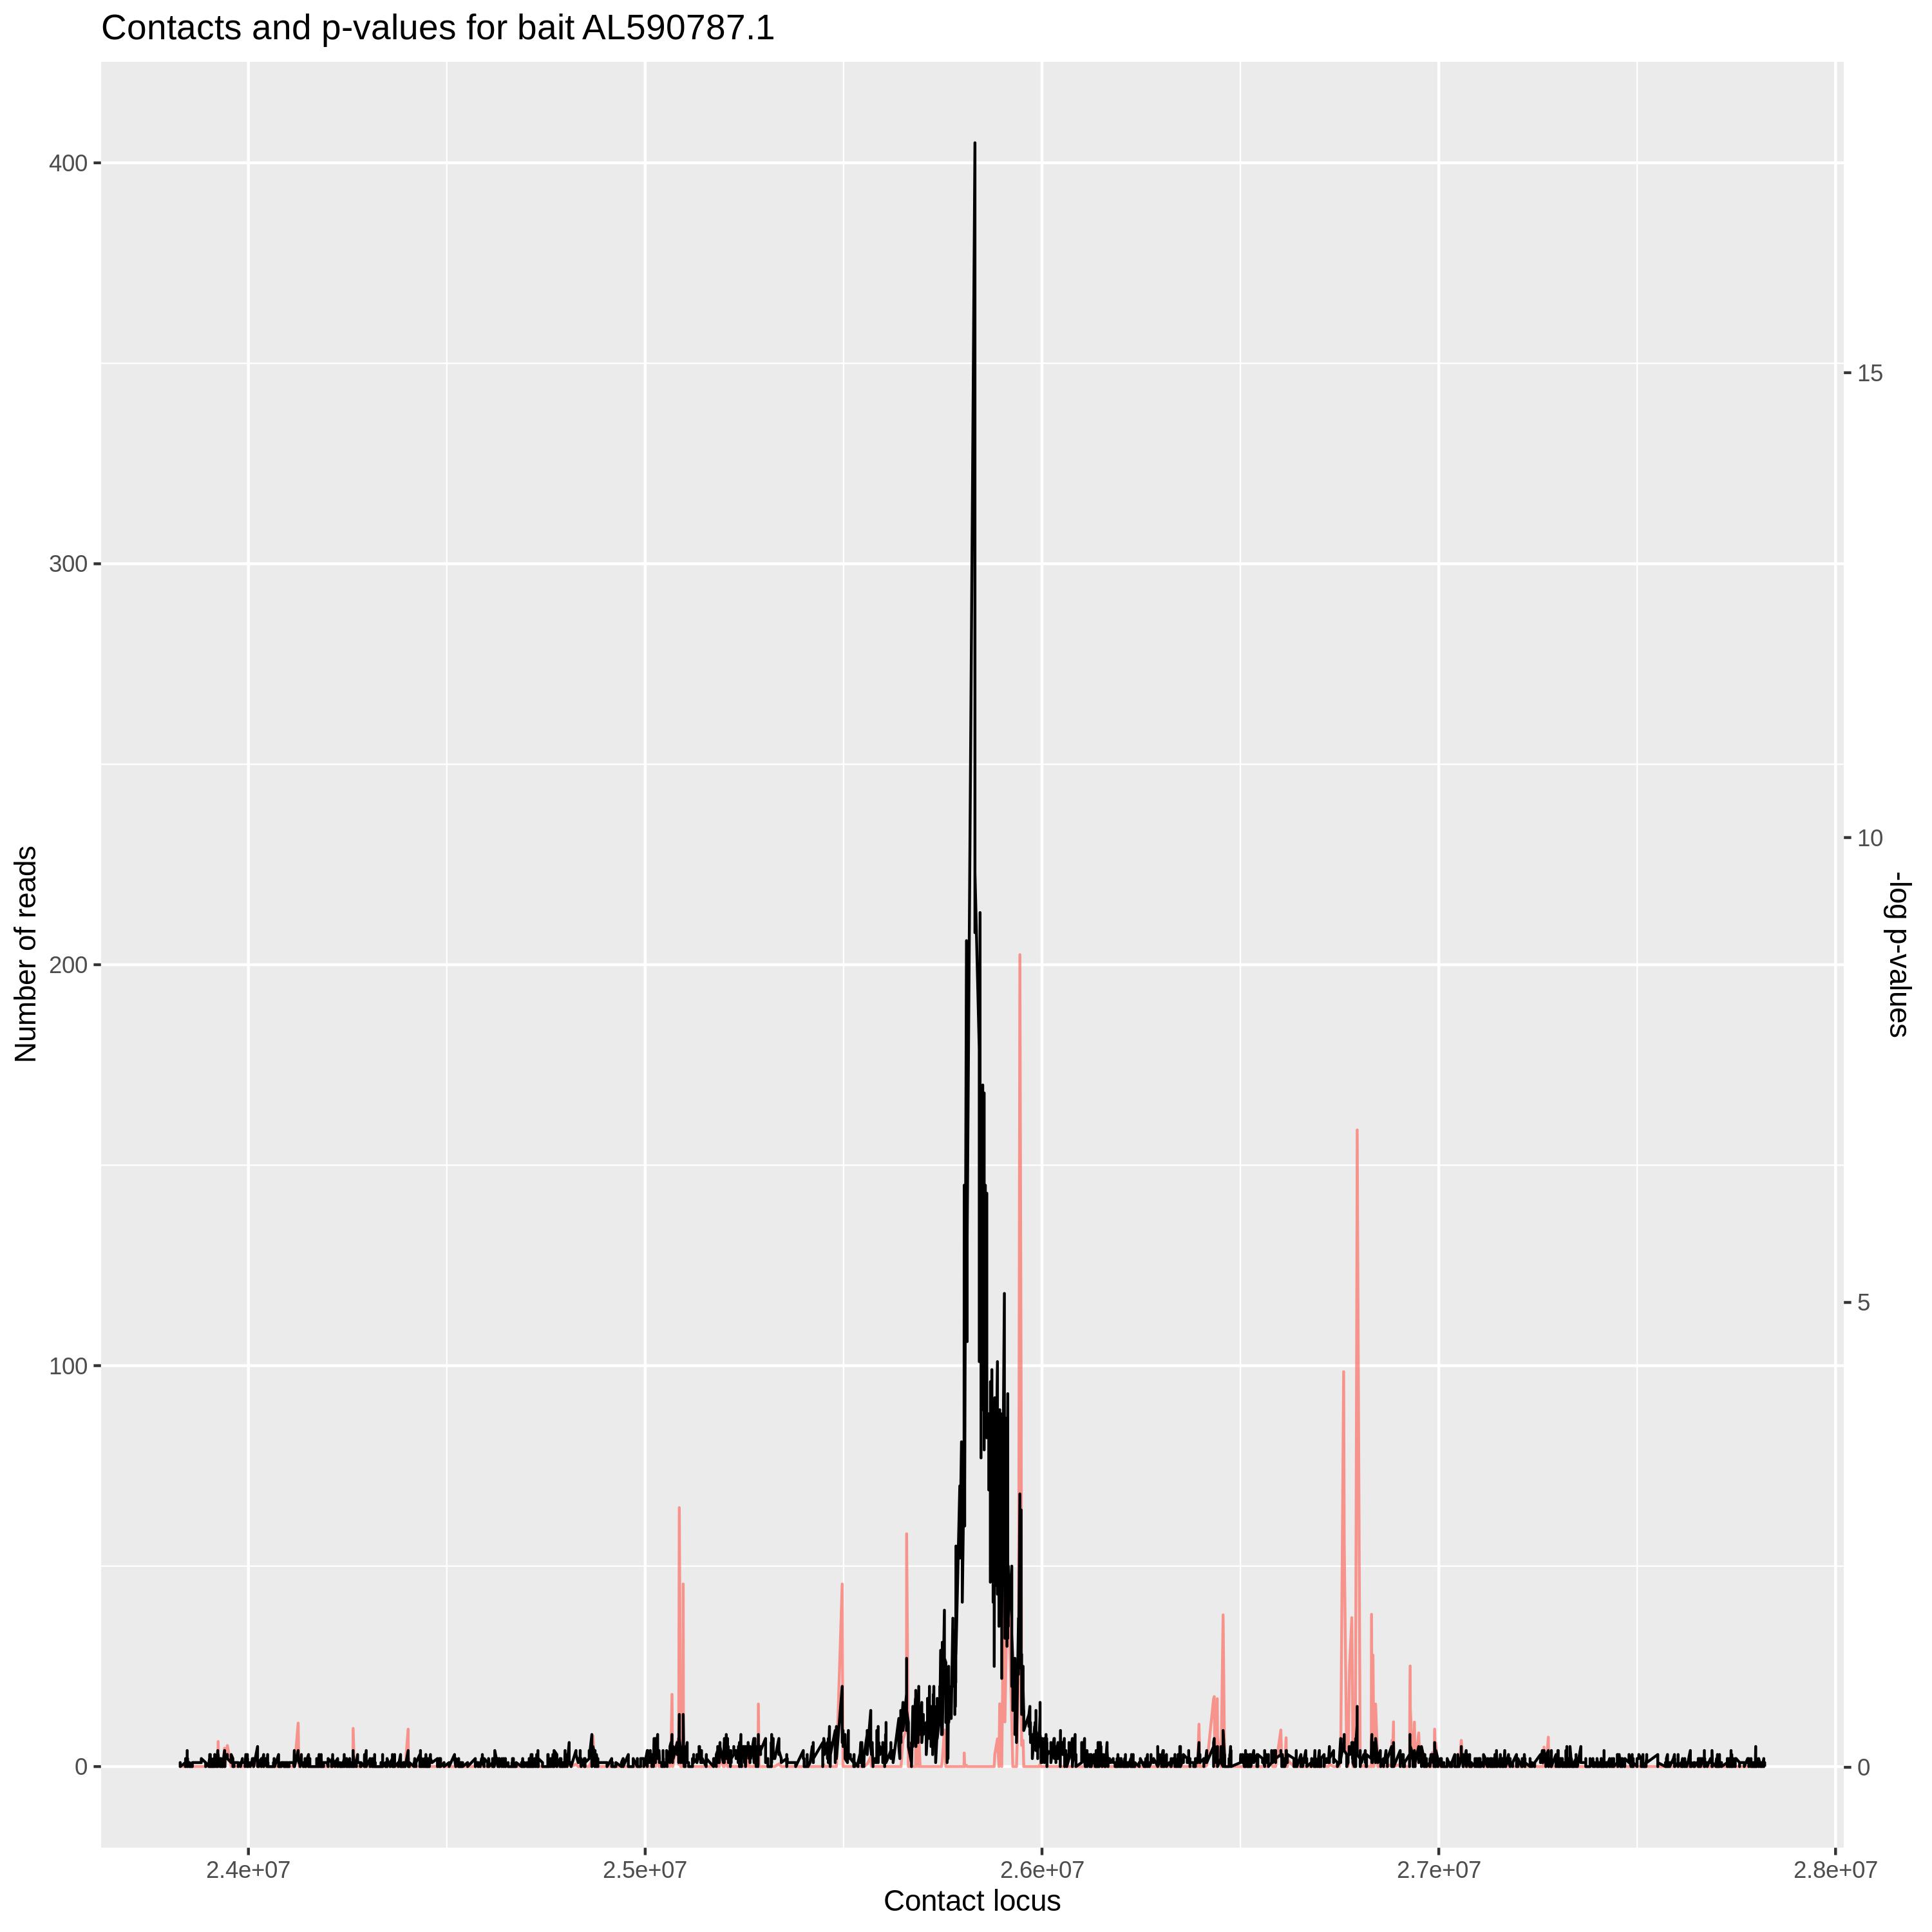 Contacts and p-values for bait AL590787.1
400
300
200
100
0
Number of reads
15
10
5
0
-log p-values
2.4e+07
2.5e+07
2.6e+07
2.7e+07
2.8e+07
Contact locus